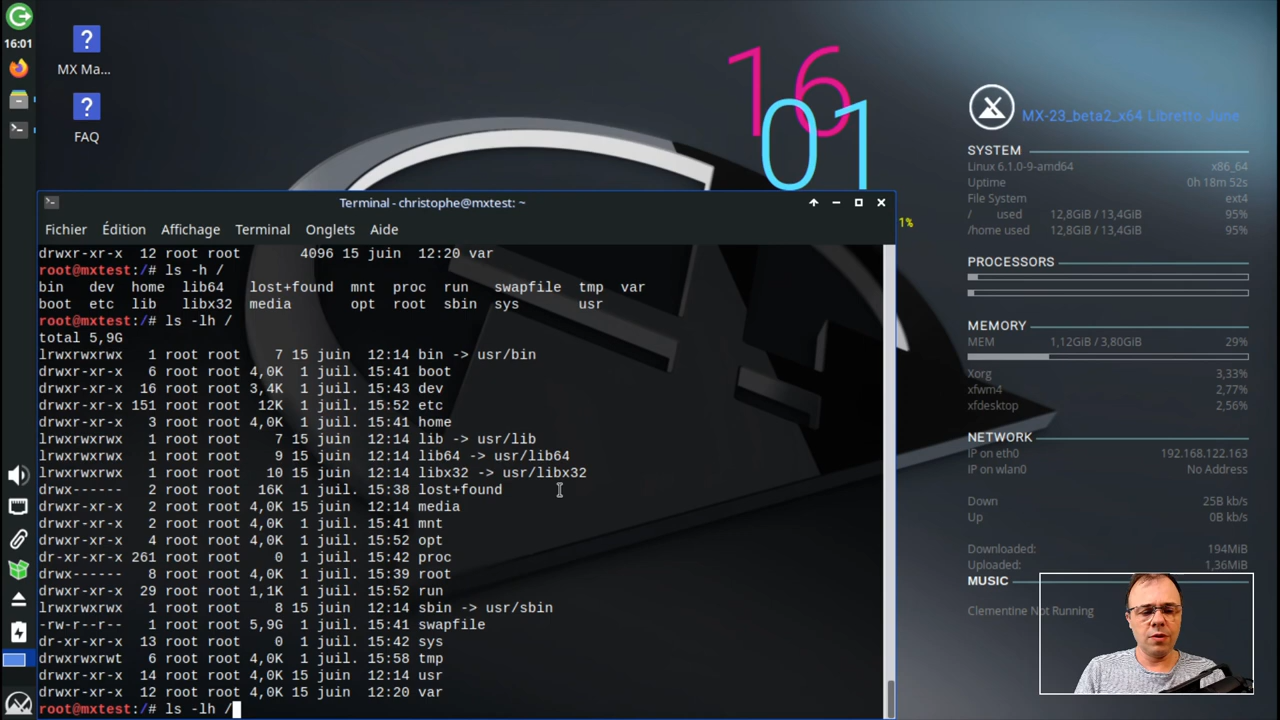 16:01
MX Ma...
FAQ
16
01
MX-23_beta2_x64 Libretto June
SYSTEM
Linux 6.1.0-9-amd64 x86_64
Uptime 0h 18m 52s
File System ext4
/ used 12,8GiB / 13,4GiB 95%
/home used 12,8GiB / 13,4GiB 95%
1%
PROCESSORS
MEMORY
MEM 1,12GiB / 3,80GiB 29%
Xorg 3,33%
xfwm4 2,77%
xfdesktop 2,56%
NETWORK
IP on eth0 192.168.122.163
IP on wlan0 No Address
Down 25B kb/s
Up 0B kb/s
Downloaded: 194MiB
Uploaded: 1,36MiB
MUSIC
Clementine Not Running
Terminal - christophe@mxtest: ~
Fichier Édition Affichage Terminal Onglets Aide
drwxr-xr-x 12 root root 4096 15 juin 12:20 var
root@mxtest:/# ls -h /
bin dev home lib64 lost+found mnt proc run swapfile tmp var
boot etc lib libx32 media opt root sbin sys usr
root@mxtest:/# ls -lh /
total 5,9G
lrwxrwxrwx 1 root root 7 15 juin 12:14 bin -> usr/bin
drwxr-xr-x 6 root root 4,0K 1 juil. 15:41 boot
drwxr-xr-x 16 root root 3,4K 1 juil. 15:43 dev
drwxr-xr-x 151 root root 12K 1 juil. 15:52 etc
drwxr-xr-x 3 root root 4,0K 1 juil. 15:41 home
lrwxrwxrwx 1 root root 7 15 juin 12:14 lib -> usr/lib
lrwxrwxrwx 1 root root 9 15 juin 12:14 lib64 -> usr/lib64
lrwxrwxrwx 1 root root 10 15 juin 12:14 libx32 -> usr/libx32
drwx------ 2 root root 16K 1 juil. 15:38 lost+found
drwxr-xr-x 2 root root 4,0K 15 juin 12:14 media
drwxr-xr-x 2 root root 4,0K 1 juil. 15:41 mnt
drwxr-xr-x 4 root root 4,0K 1 juil. 15:52 opt
dr-xr-xr-x 261 root root 0 1 juil. 15:42 proc
drwx------ 8 root root 4,0K 1 juil. 15:39 root
drwxr-xr-x 29 root root 1,1K 1 juil. 15:52 run
lrwxrwxrwx 1 root root 8 15 juin 12:14 sbin -> usr/sbin
-rw-r--r-- 1 root root 5,9G 1 juil. 15:41 swapfile
dr-xr-xr-x 13 root root 0 1 juil. 15:42 sys
drwxrwxrwt 6 root root 4,0K 1 juil. 15:58 tmp
drwxr-xr-x 14 root root 4,0K 15 juin 12:14 usr
drwxr-xr-x 12 root root 4,0K 15 juin 12:20 var
root@mxtest:/# ls -lh /